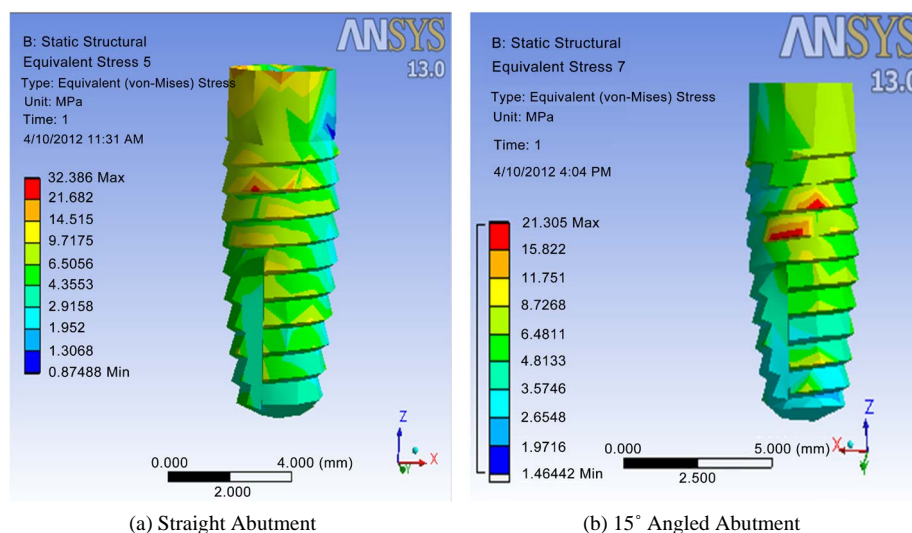 ANSYS
13.0
B: Static Structural
Equivalent Stress 5
Type: Equivalent (von-Mises) Stress
Unit: MPa
Time: 1
4/10/2012 11:31 AM
32.386 Max
21.682
14.515
9.7175
6.5056
4.3553
2.9158
1.952
1.3068
0.87488 Min
Z
X
Y
0.000 4.000 (mm)
2.000
(a) Straight Abutment
ANSYS
13.0
B: Static Structural
Equivalent Stress 7
Type: Equivalent (von-Mises) Stress
Unit: MPa
Time: 1
4/10/2012 4:04 PM
21.305 Max
15.822
11.751
8.7268
6.4811
4.8133
3.5746
2.6548
1.9716
1.46442 Min
Z
X
Y
0.000 5.000 (mm)
2.500
(b) 15˚ Angled Abutment